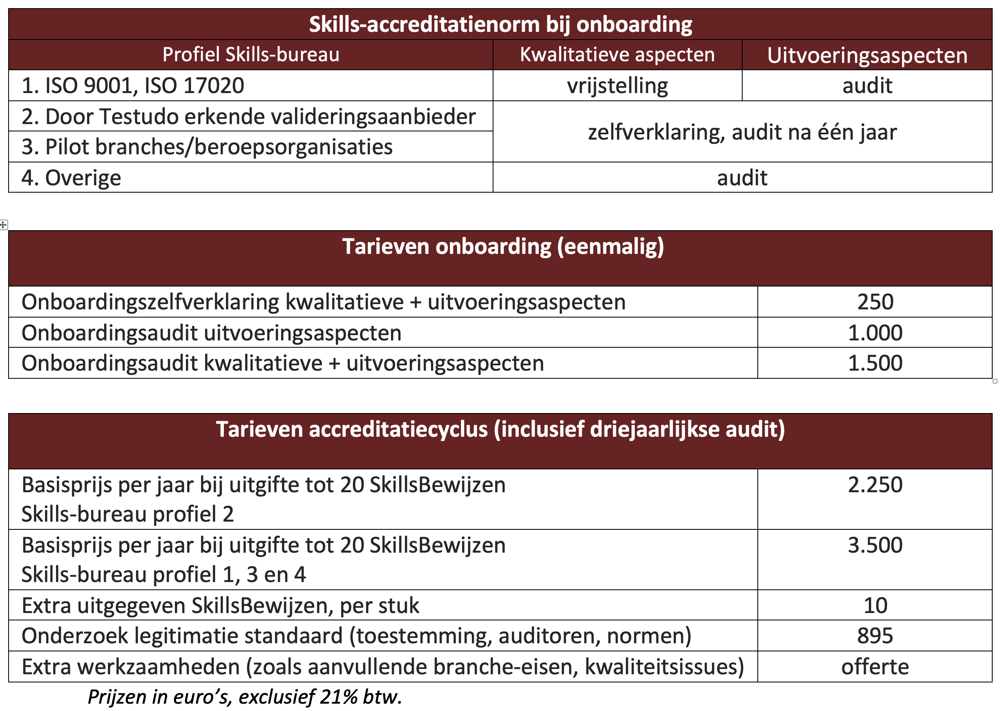 Skills-accreditatienorm bij onboarding
Profiel Skills-bureau Kwalitatieve aspecten Uitvoeringsaspecten
1. ISO 9001, ISO 17020 vrijstelling audit
2. Door Testudo erkende valideringsaanbieder
zelfverklaring, audit na één jaar
3. Pilot branches/beroepsorganisaties
4. Overige audit
Tarieven onboarding (eenmalig)
Onboardingszelfverklaring kwalitatieve + uitvoeringsaspecten 250
Onboardingsaudit uitvoeringsaspecten 1.000
Onboardingsaudit kwalitatieve + uitvoeringsaspecten 1.500
Tarieven accreditatiecyclus (inclusief driejaarlijkse audit)
Basisprijs per jaar bij uitgifte tot 20 SkillsBewijzen 2.250
Skills-bureau profiel 2
Basisprijs per jaar bij uitgifte tot 20 SkillsBewijzen 3.500
Skills-bureau profiel 1, 3 en 4
Extra uitgegeven SkillsBewijzen, per stuk 10
Onderzoek legitimatie standaard (toestemming, auditoren, normen) 895
Extra werkzaamheden (zoals aanvullende branche-eisen, kwaliteitsissues) offerte
Prijzen in euro’s, exclusief 21% btw.